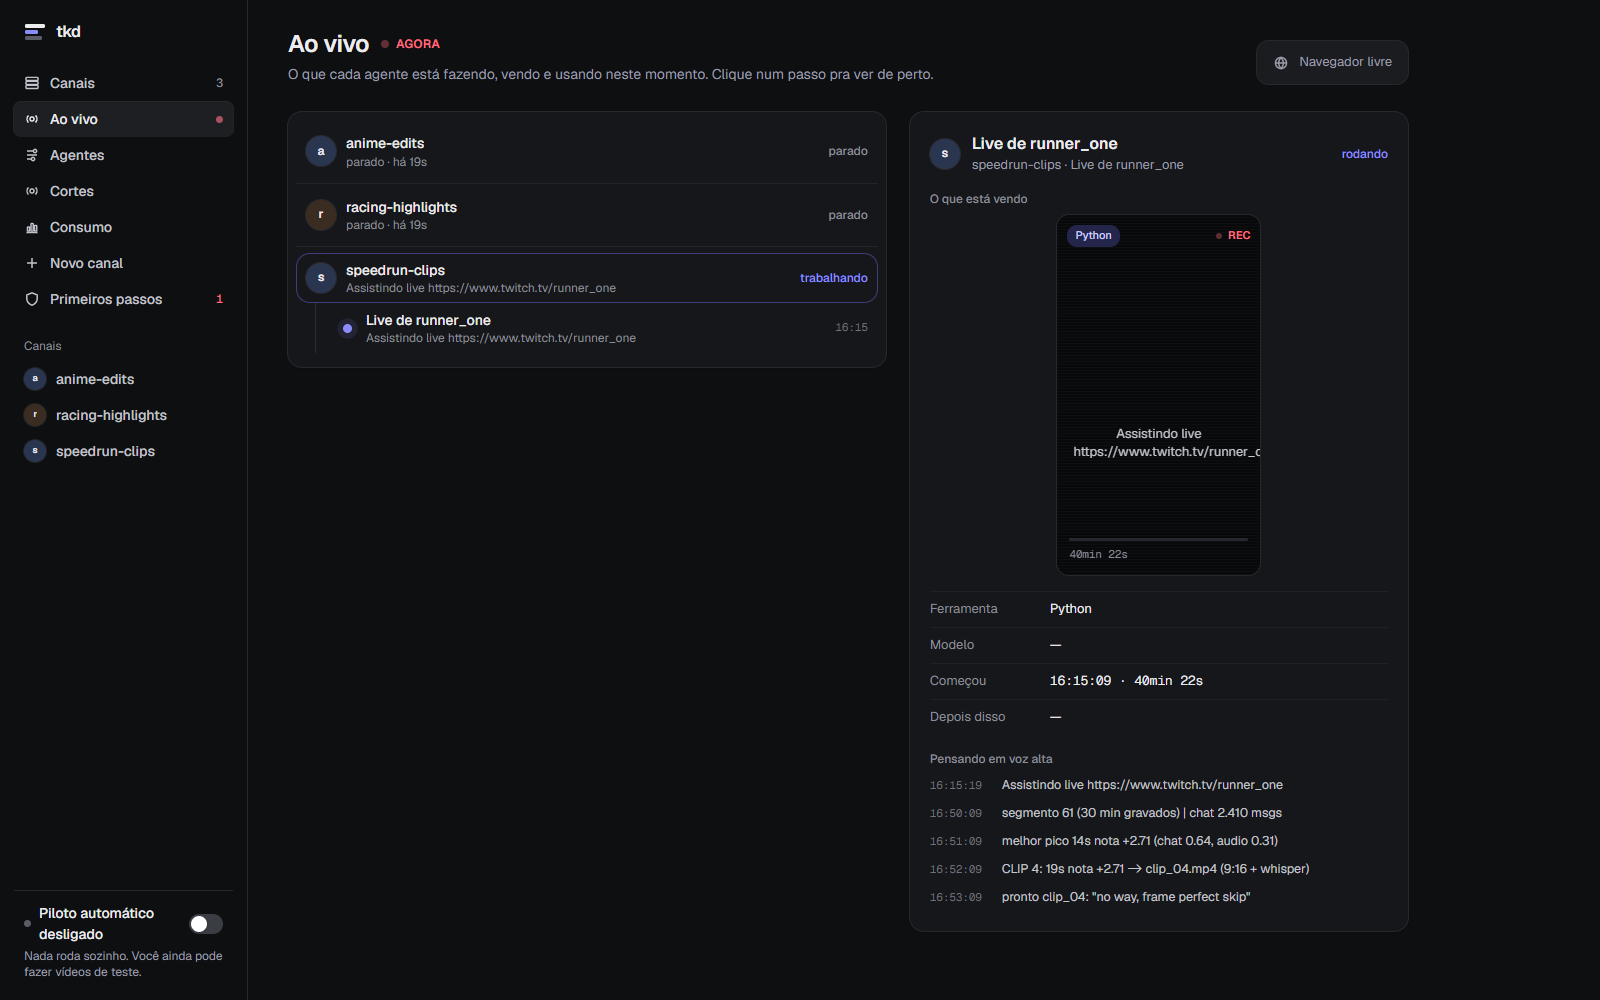 tkd
Canais 3
Ao vivo
Agentes
Cortes
Consumo
Novo canal
Primeiros passos 1
Canais
a anime-edits
r racing-highlights
s speedrun-clips
Piloto automático
desligado
Nada roda sozinho. Você ainda pode
fazer vídeos de teste.
Ao vivo AGORA
O que cada agente está fazendo, vendo e usando neste momento. Clique num passo pra ver de perto.
Navegador livre
a anime-edits
parado · há 19s
parado
r racing-highlights
parado · há 19s
parado
s speedrun-clips
Assistindo live https://www.twitch.tv/runner_one
trabalhando
Live de runner_one
Assistindo live https://www.twitch.tv/runner_one
16:15
s Live de runner_one
speedrun-clips · Live de runner_one
rodando
O que está vendo
Python REC
Assistindo live
https://www.twitch.tv/runner_o
40min 22s
Ferramenta Python
Modelo —
Começou 16:15:09 · 40min 22s
Depois disso —
Pensando em voz alta
16:15:19 Assistindo live https://www.twitch.tv/runner_one
16:50:09 segmento 61 (30 min gravados) | chat 2.410 msgs
16:51:09 melhor pico 14s nota +2.71 (chat 0.64, audio 0.31)
16:52:09 CLIP 4: 19s nota +2.71 → clip_04.mp4 (9:16 + whisper)
16:53:09 pronto clip_04: "no way, frame perfect skip"